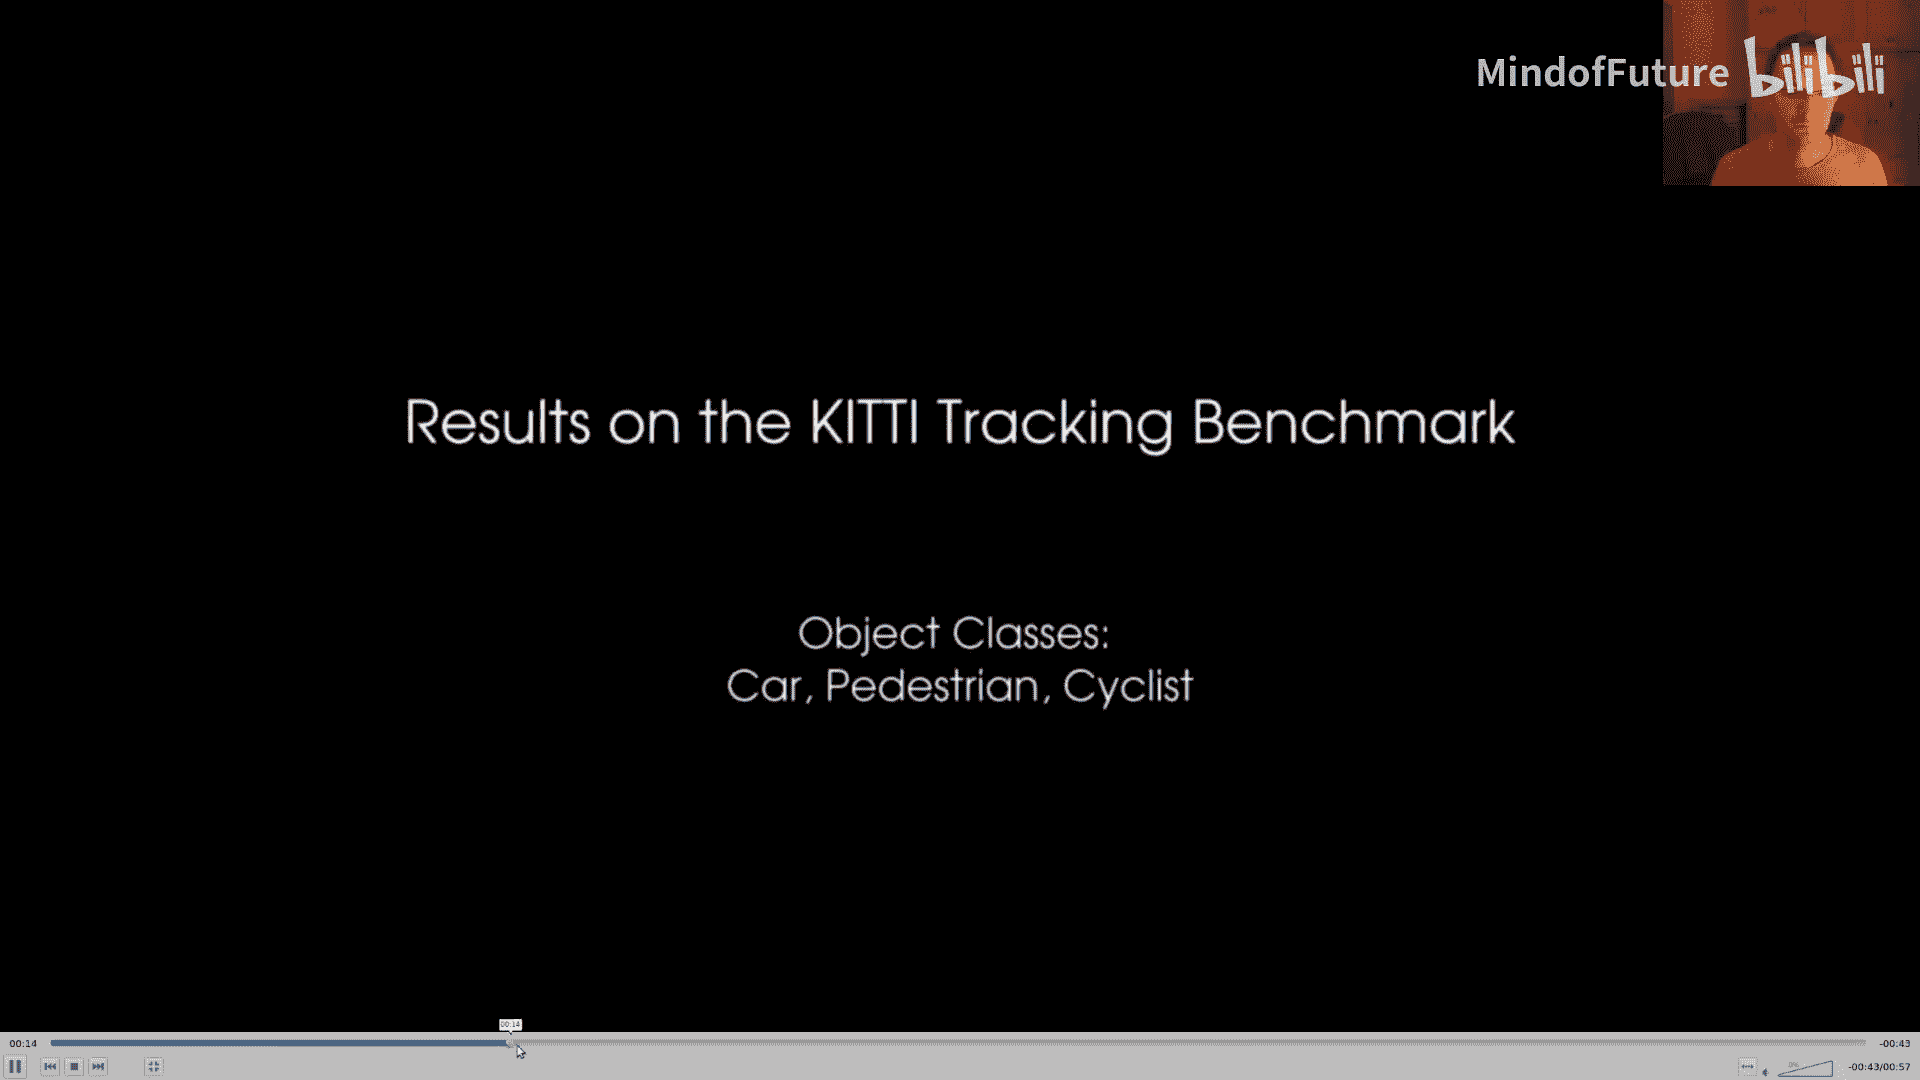 MindofFuture bilibili
Results on the KITTI Tracking Benchmark
Object Classes:
Car, Pedestrian, Cyclist
00:14
00:14
-00:43
0%
-00:43/00:57